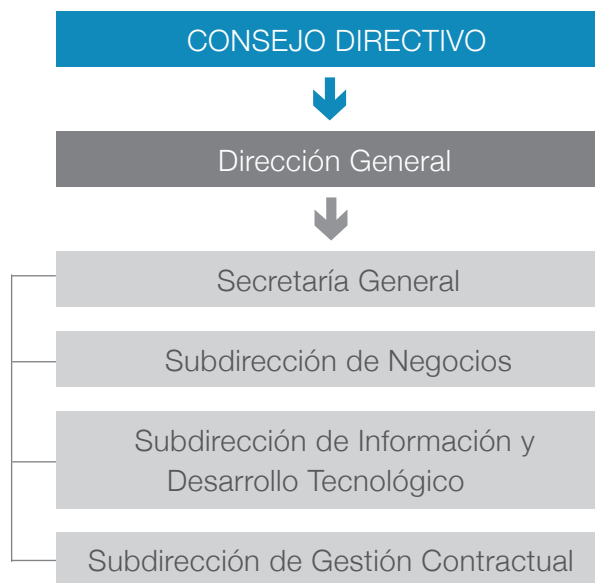 CONSEJO DIRECTIVO
Dirección General
Secretaría General
Subdirección de Negocios
Subdirección de Información y
Desarrollo Tecnológico
Subdirección de Gestión Contractual